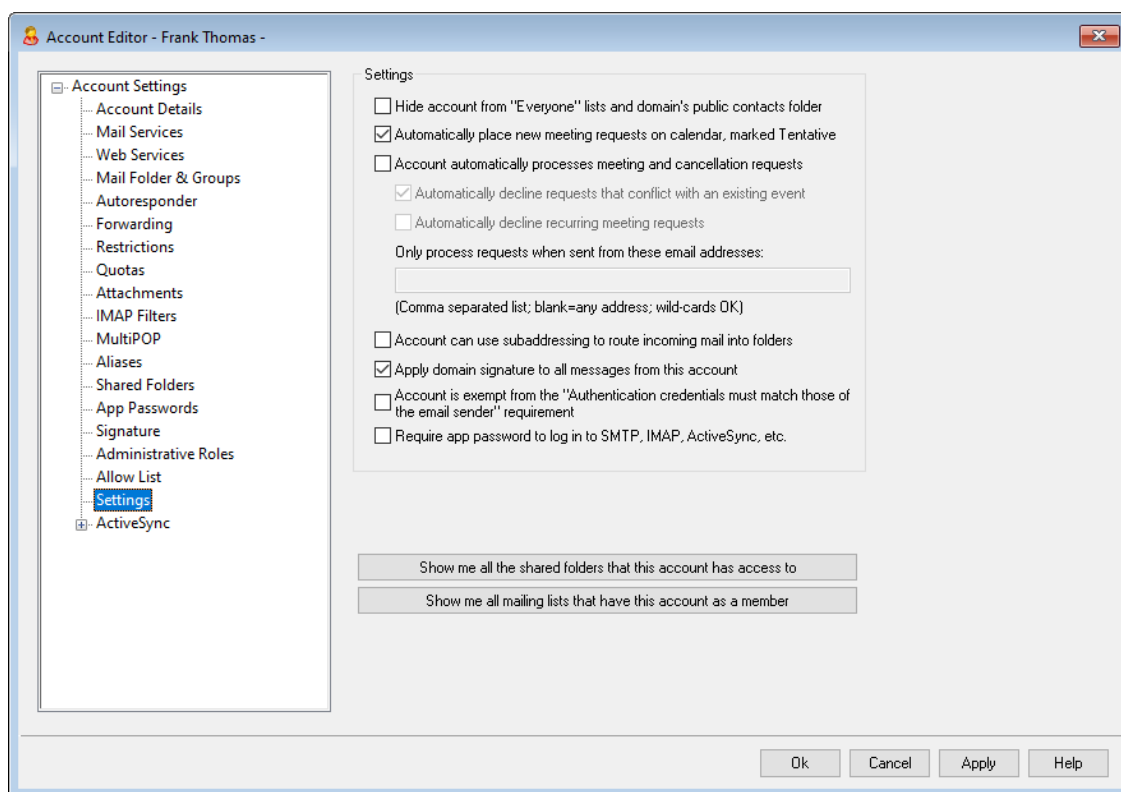 Account Editor - Frank Thomas -
Account Settings
Account Details
Mail Services
Web Services
Mail Folder & Groups
Autoresponder
Forwarding
Restrictions
Quotas
Attachments
IMAP Filters
MultiPOP
Aliases
Shared Folders
App Passwords
Signature
Administrative Roles
Allow List
Settings
ActiveSync
Settings
Hide account from "Everyone" lists and domain's public contacts folder
Automatically place new meeting requests on calendar, marked Tentative
Account automatically processes meeting and cancellation requests
Automatically decline requests that conflict with an existing event
Automatically decline recurring meeting requests
Only process requests when sent from these email addresses:
(Comma separated list; blank=any address; wild-cards OK)
Account can use subaddressing to route incoming mail into folders
Apply domain signature to all messages from this account
Account is exempt from the "Authentication credentials must match those of
the email sender" requirement
Require app password to log in to SMTP, IMAP, ActiveSync, etc.
Show me all the shared folders that this account has access to
Show me all mailing lists that have this account as a member
Ok
Cancel
Apply
Help